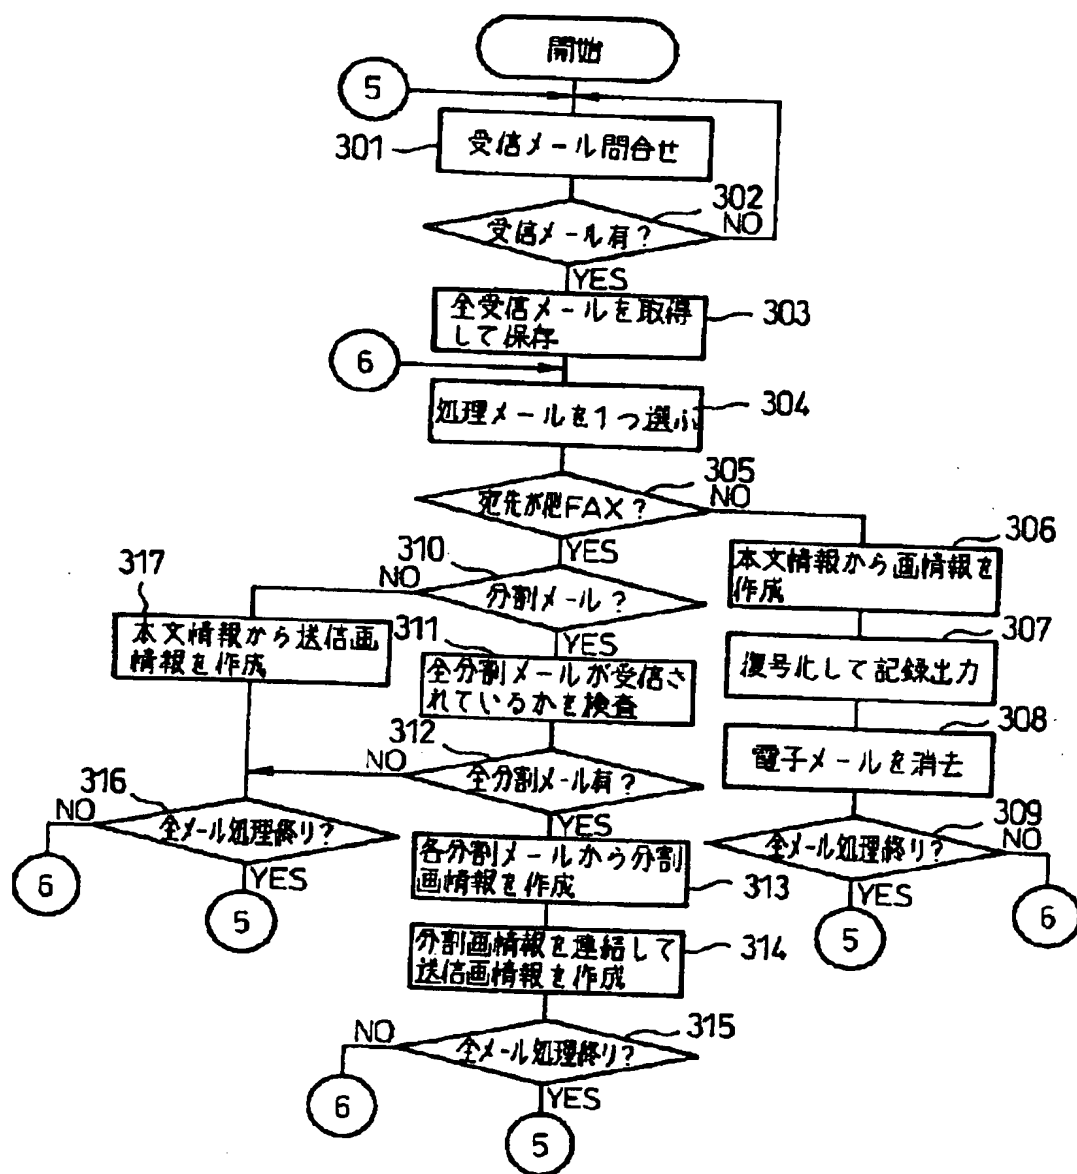 開始
5
301
受信メール問合せ
302
受信メール有?
NO
YES
全受信メールを取得
して保存
303
6
処理メールを1つ選ぶ
304
305
宛先が他FAX?
NO
YES
306
本文情報から画情報を
作成
310
NO
分割メール?
YES
317
本文情報から送信画
情報を作成
311
全分割メールが受信さ
れているかを検査
307
復号化して記録出力
308
電子メールを消去
312
NO
全分割メール有?
YES
316
NO
全メール処理終り?
YES
6
5
309
全メール処理終り?
NO
YES
5
6
各分割メールから分割
画情報を作成
313
分割画情報を連結して
送信画情報を作成
314
315
NO
全メール処理終り?
YES
6
5